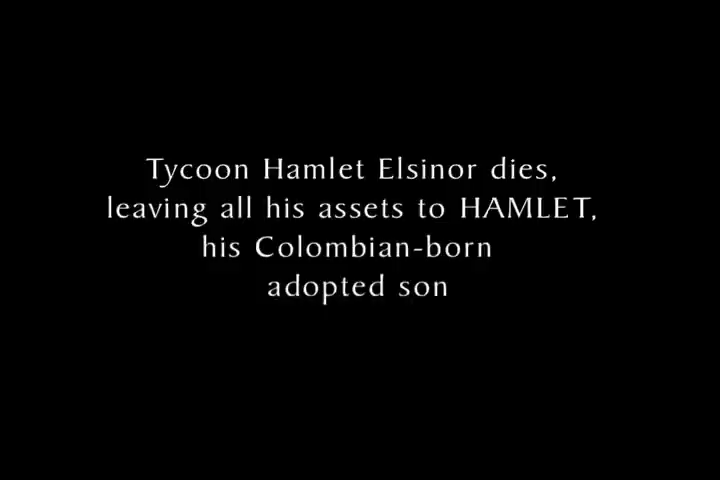 Tycoon Hamlet Elsinor dies,
leaving all his assets to HAMLET,
his Colombian-born
adopted son